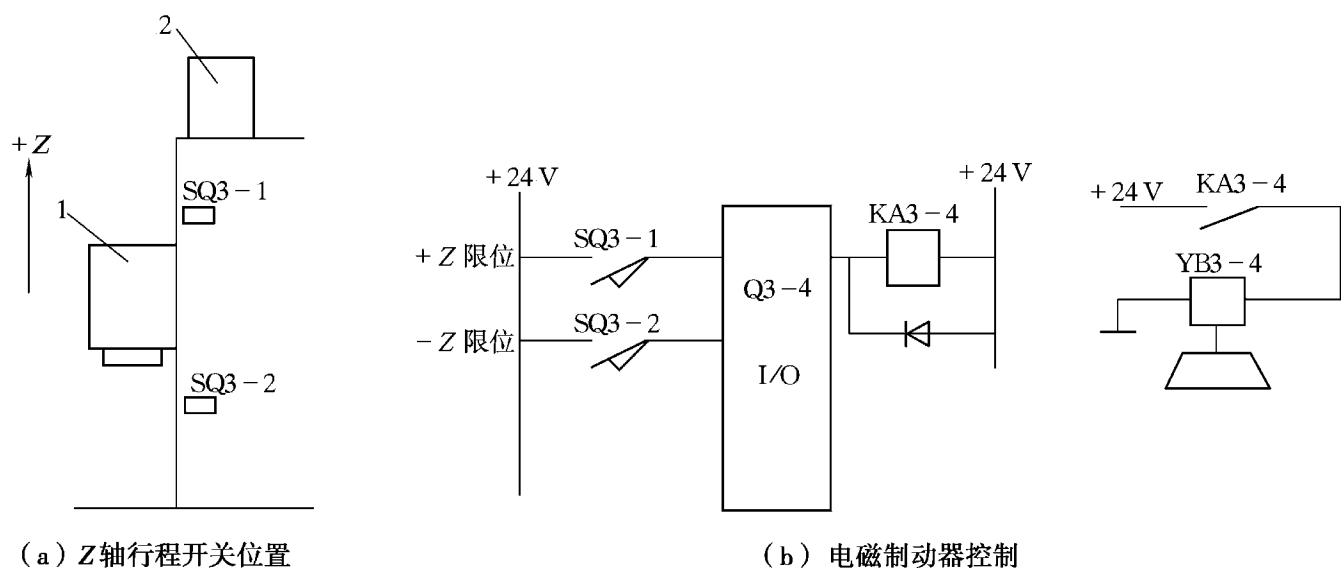 2
+Z
SQ3-1
1
SQ3-2
(a) Z轴行程开关位置
+24 V
+24 V
KA3-4
+Z 限位
SQ3-1
Q3-4
-Z 限位
SQ3-2
I/O
+24 V
KA3-4
YB3-4
(b) 电磁制动器控制